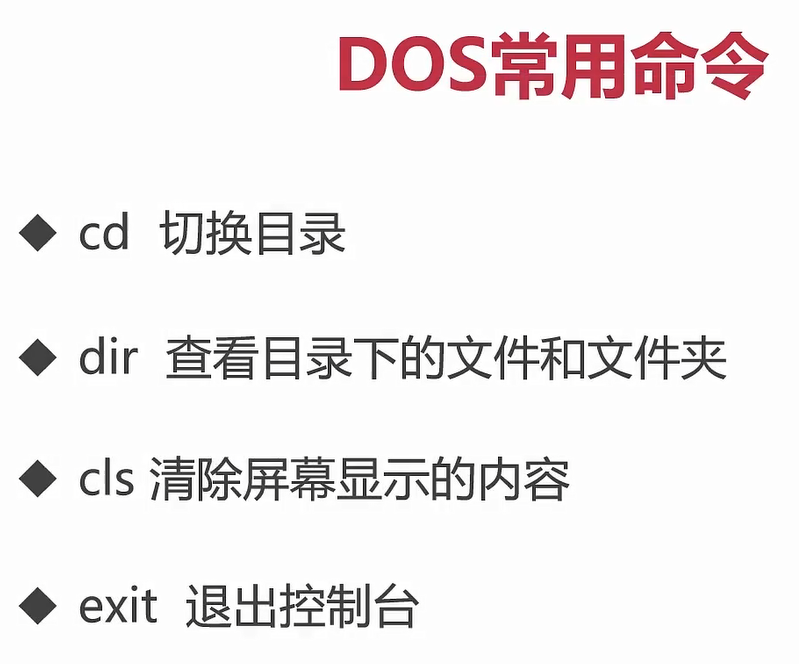 DOS常用命令
◆ cd 切换目录
◆ dir 查看目录下的文件和文件夹
◆ cls 清除屏幕显示的内容
◆ exit 退出控制台